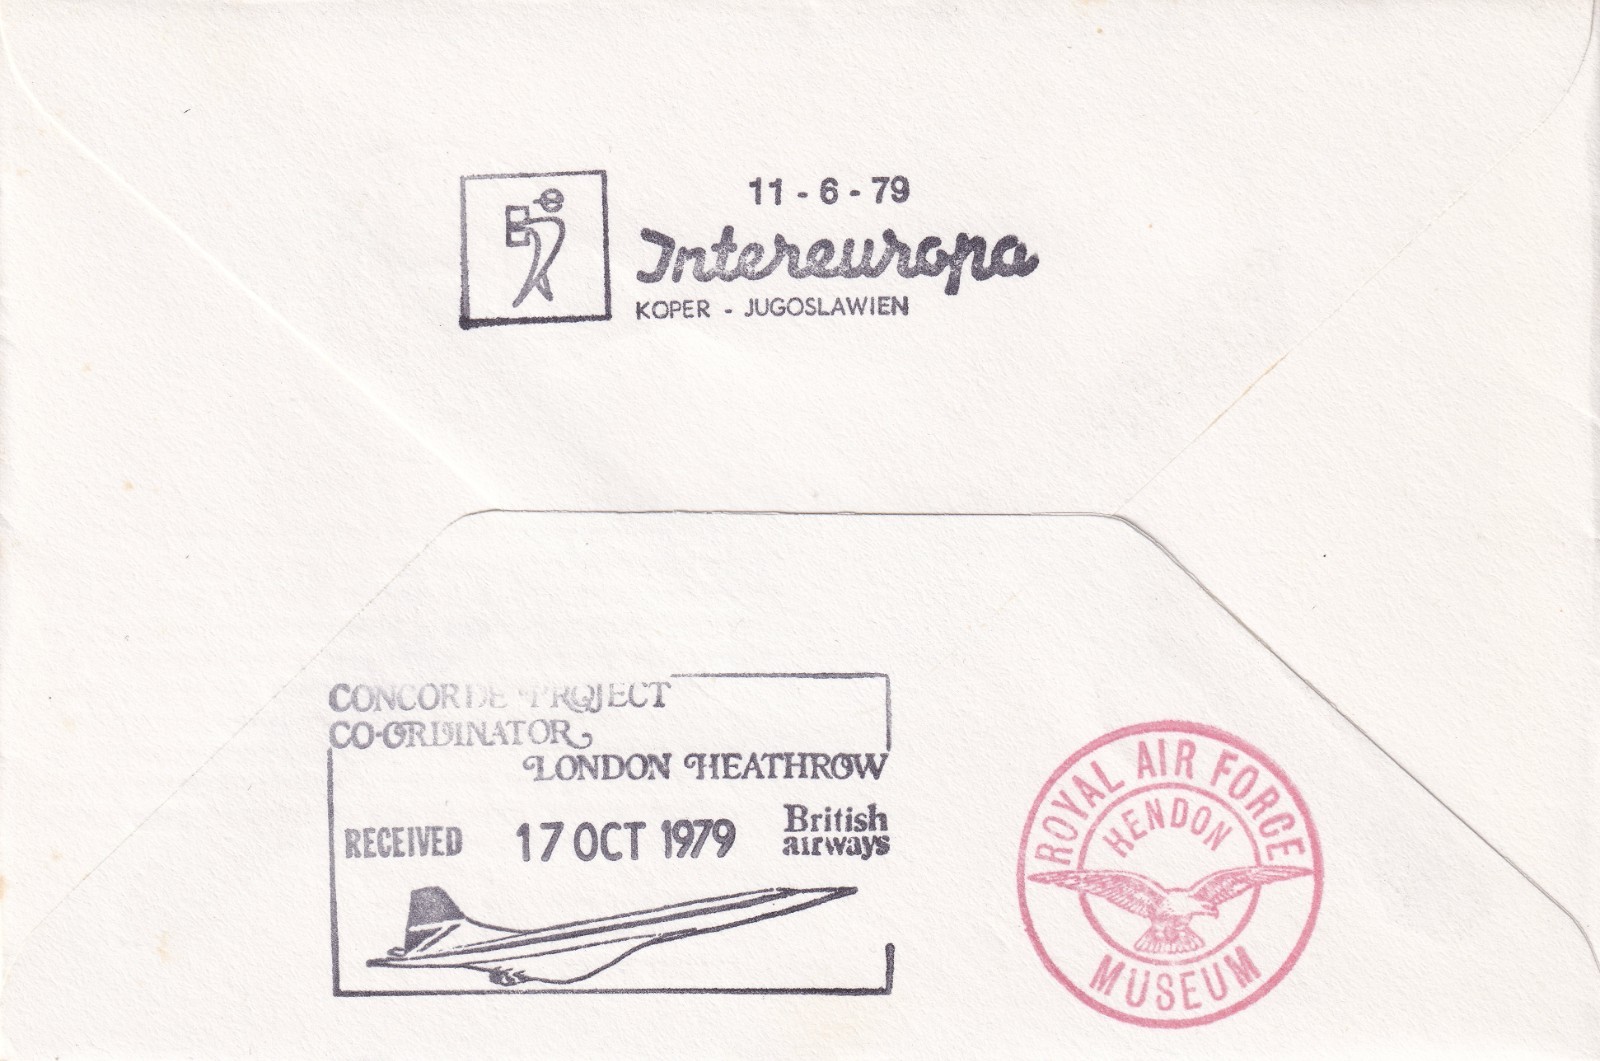 11 - 6 - 79
Intereuropa
KOPER - JUGOSLAWIEN
CONCORDE PROJECT
CO-ORDINATOR
LONDON HEATHROW
RECEIVED 17 OCT 1979 British airways
ROYAL AIR FORCE
HENDON
MUSEUM